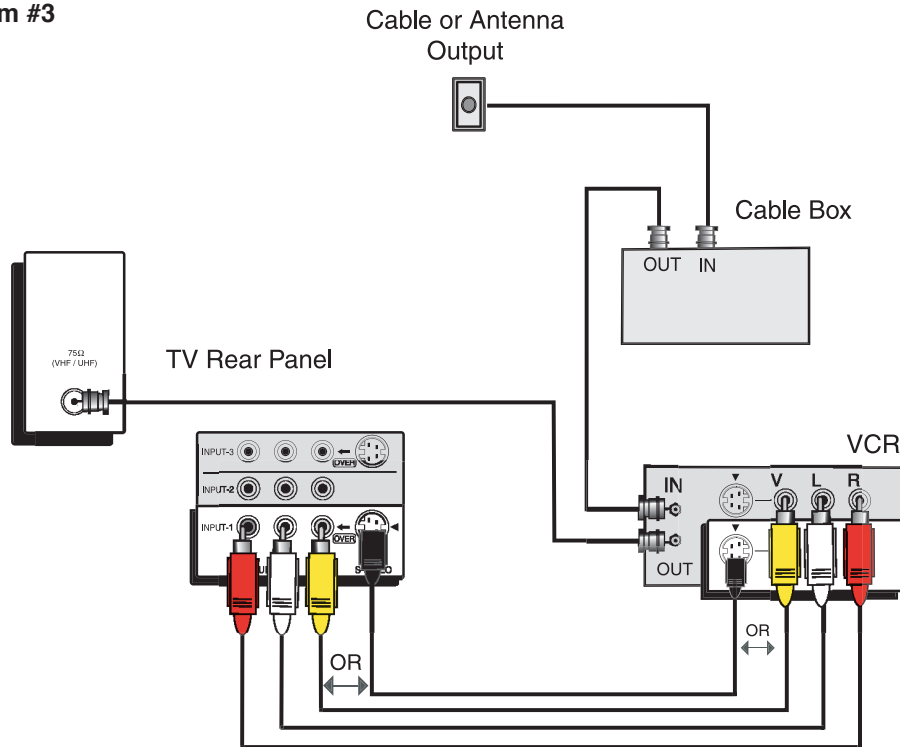 m #3
Cable or Antenna
Output
Cable Box
OUT IN
75Ω
(VHF / UHF)
TV Rear Panel
VCR
INPUT-3
OVER
INPUT-2
INPUT-1
OVER
IN
V L R
OUT
OR
OR